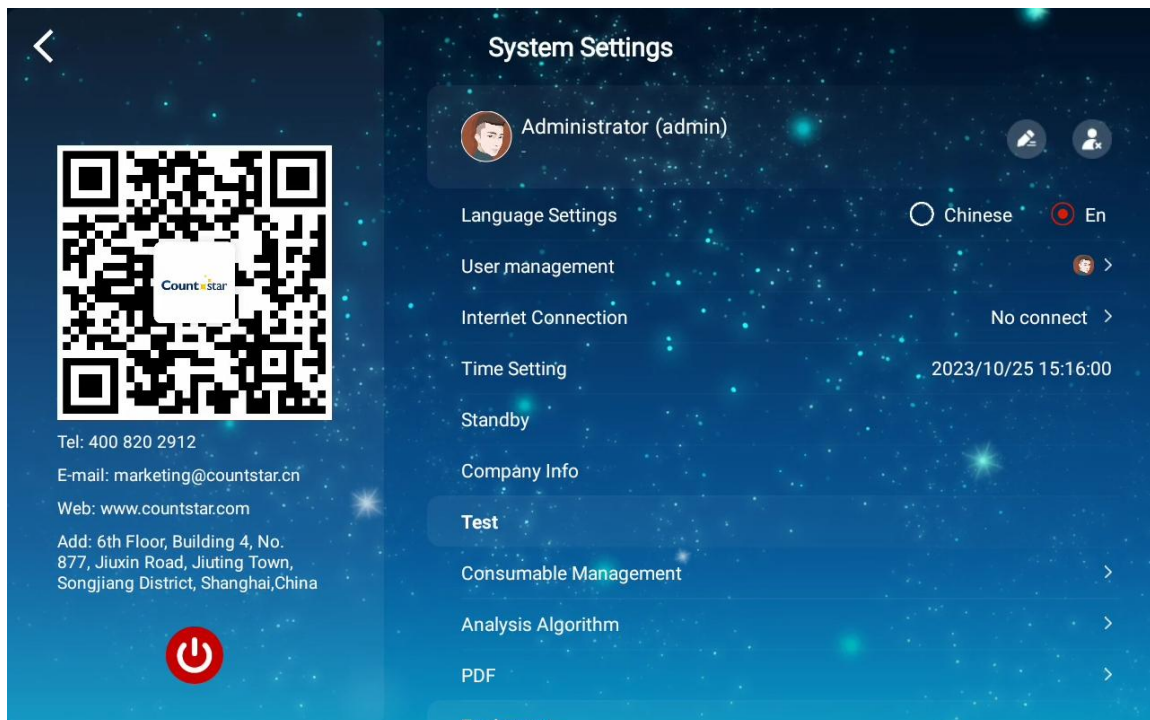 System Settings
Administrator (admin)
-
Language Settings
Chinese
En
User management
Internet Connection
No connect
Time Setting
2023/10/25 15:16:00
Standby
Company Info
Test
Consumable Management
Analysis Algorithm
PDF
Countstar
Tel: 400 820 2912
E-mail: marketing@countstar.cn
Web: www.countstar.com
Add: 6th Floor, Building 4, No.
877, Jiuxin Road, Jiuting Town,
Songjiang District, Shanghai,China